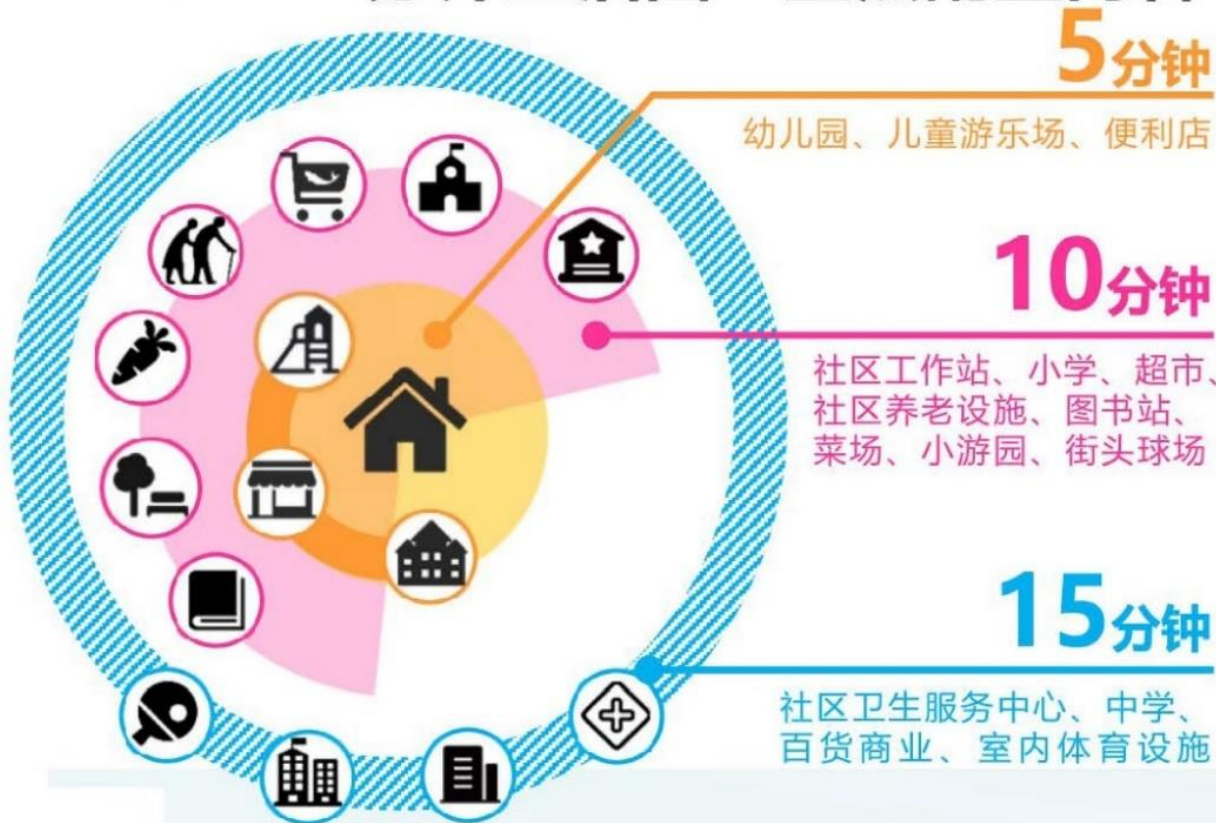 5分钟
幼儿园、儿童游乐场、便利店
10分钟
社区工作站、小学、超市、
社区养老设施、图书站、
菜场、小游园、街头球场
15分钟
社区卫生服务中心、中学、
百货商业、室内体育设施